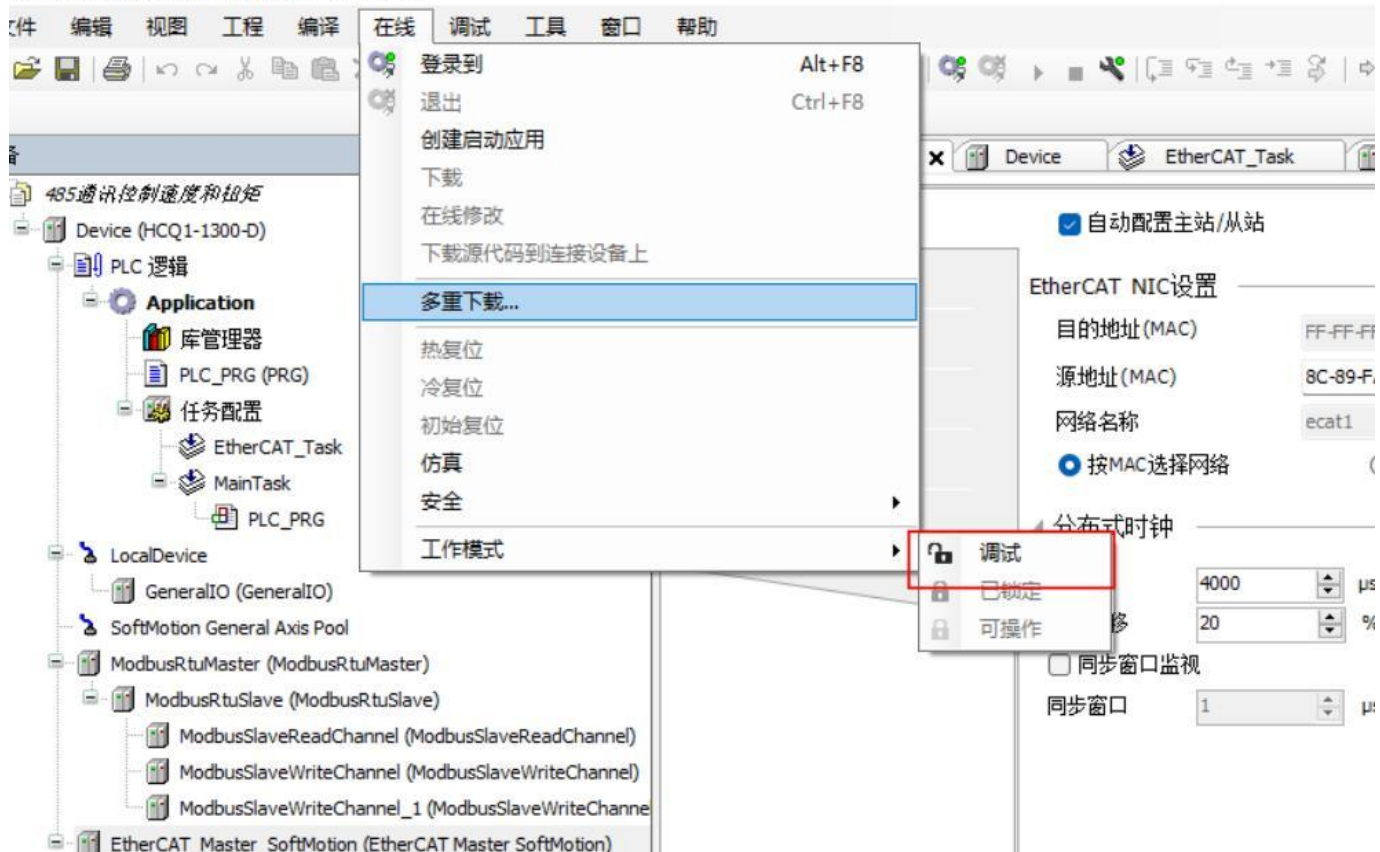 件 编辑 视图 工程 编译 在线 调试 工具 窗口 帮助
登录到 Alt+F8
退出 Ctrl+F8
创建启动应用
下载
在线修改
下载源代码到连接设备上
多重下载...
热复位
冷复位
初始复位
仿真
安全
工作模式
调试
已锁定
可操作
485通讯控制速度和扭矩
Device (HCQ1-1300-D)
PLC 逻辑
Application
库管理器
PLC_PRG (PRG)
任务配置
EtherCAT_Task
MainTask
PLC_PRG
LocalDevice
GeneralIO (GeneralIO)
SoftMotion General Axis Pool
ModbusRtuMaster (ModbusRtuMaster)
ModbusRtuSlave (ModbusRtuSlave)
ModbusSlaveReadChannel (ModbusSlaveReadChannel)
ModbusSlaveWriteChannel (ModbusSlaveWriteChannel)
ModbusSlaveWriteChannel_1 (ModbusSlaveWriteChanne
EtherCAT_Master_SoftMotion (EtherCAT Master SoftMotion)
Device EtherCAT_Task
自动配置主站/从站
EtherCAT NIC设置
目的地址(MAC) FF-FF-FF
源地址(MAC) 8C-89-F
网络名称 ecat1
按MAC选择网络
分布式时钟
4000 μs
移 20 %
同步窗口监视
同步窗口 1 μs